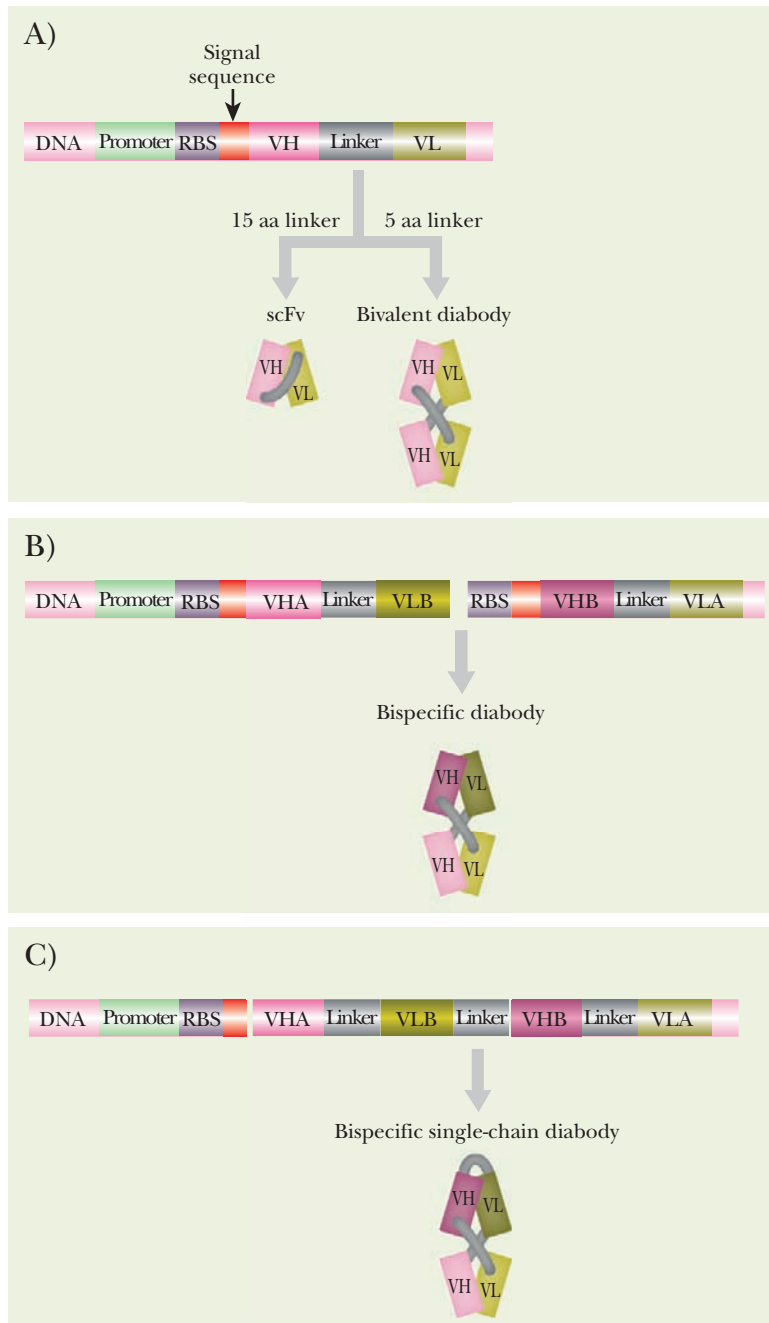 A)
Signal
sequence
DNA Promoter RBS VH Linker VL
15 aa linker 5 aa linker
scFv Bivalent diabody
VH VL VH VL
VH VL
B)
DNA Promoter RBS VHA Linker VLB RBS VHB Linker VLA
Bispecific diabody
VH VL
VH VL
C)
DNA Promoter RBS VHA Linker VLB Linker VHB Linker VLA
Bispecific single-chain diabody
VH VL
VH VL